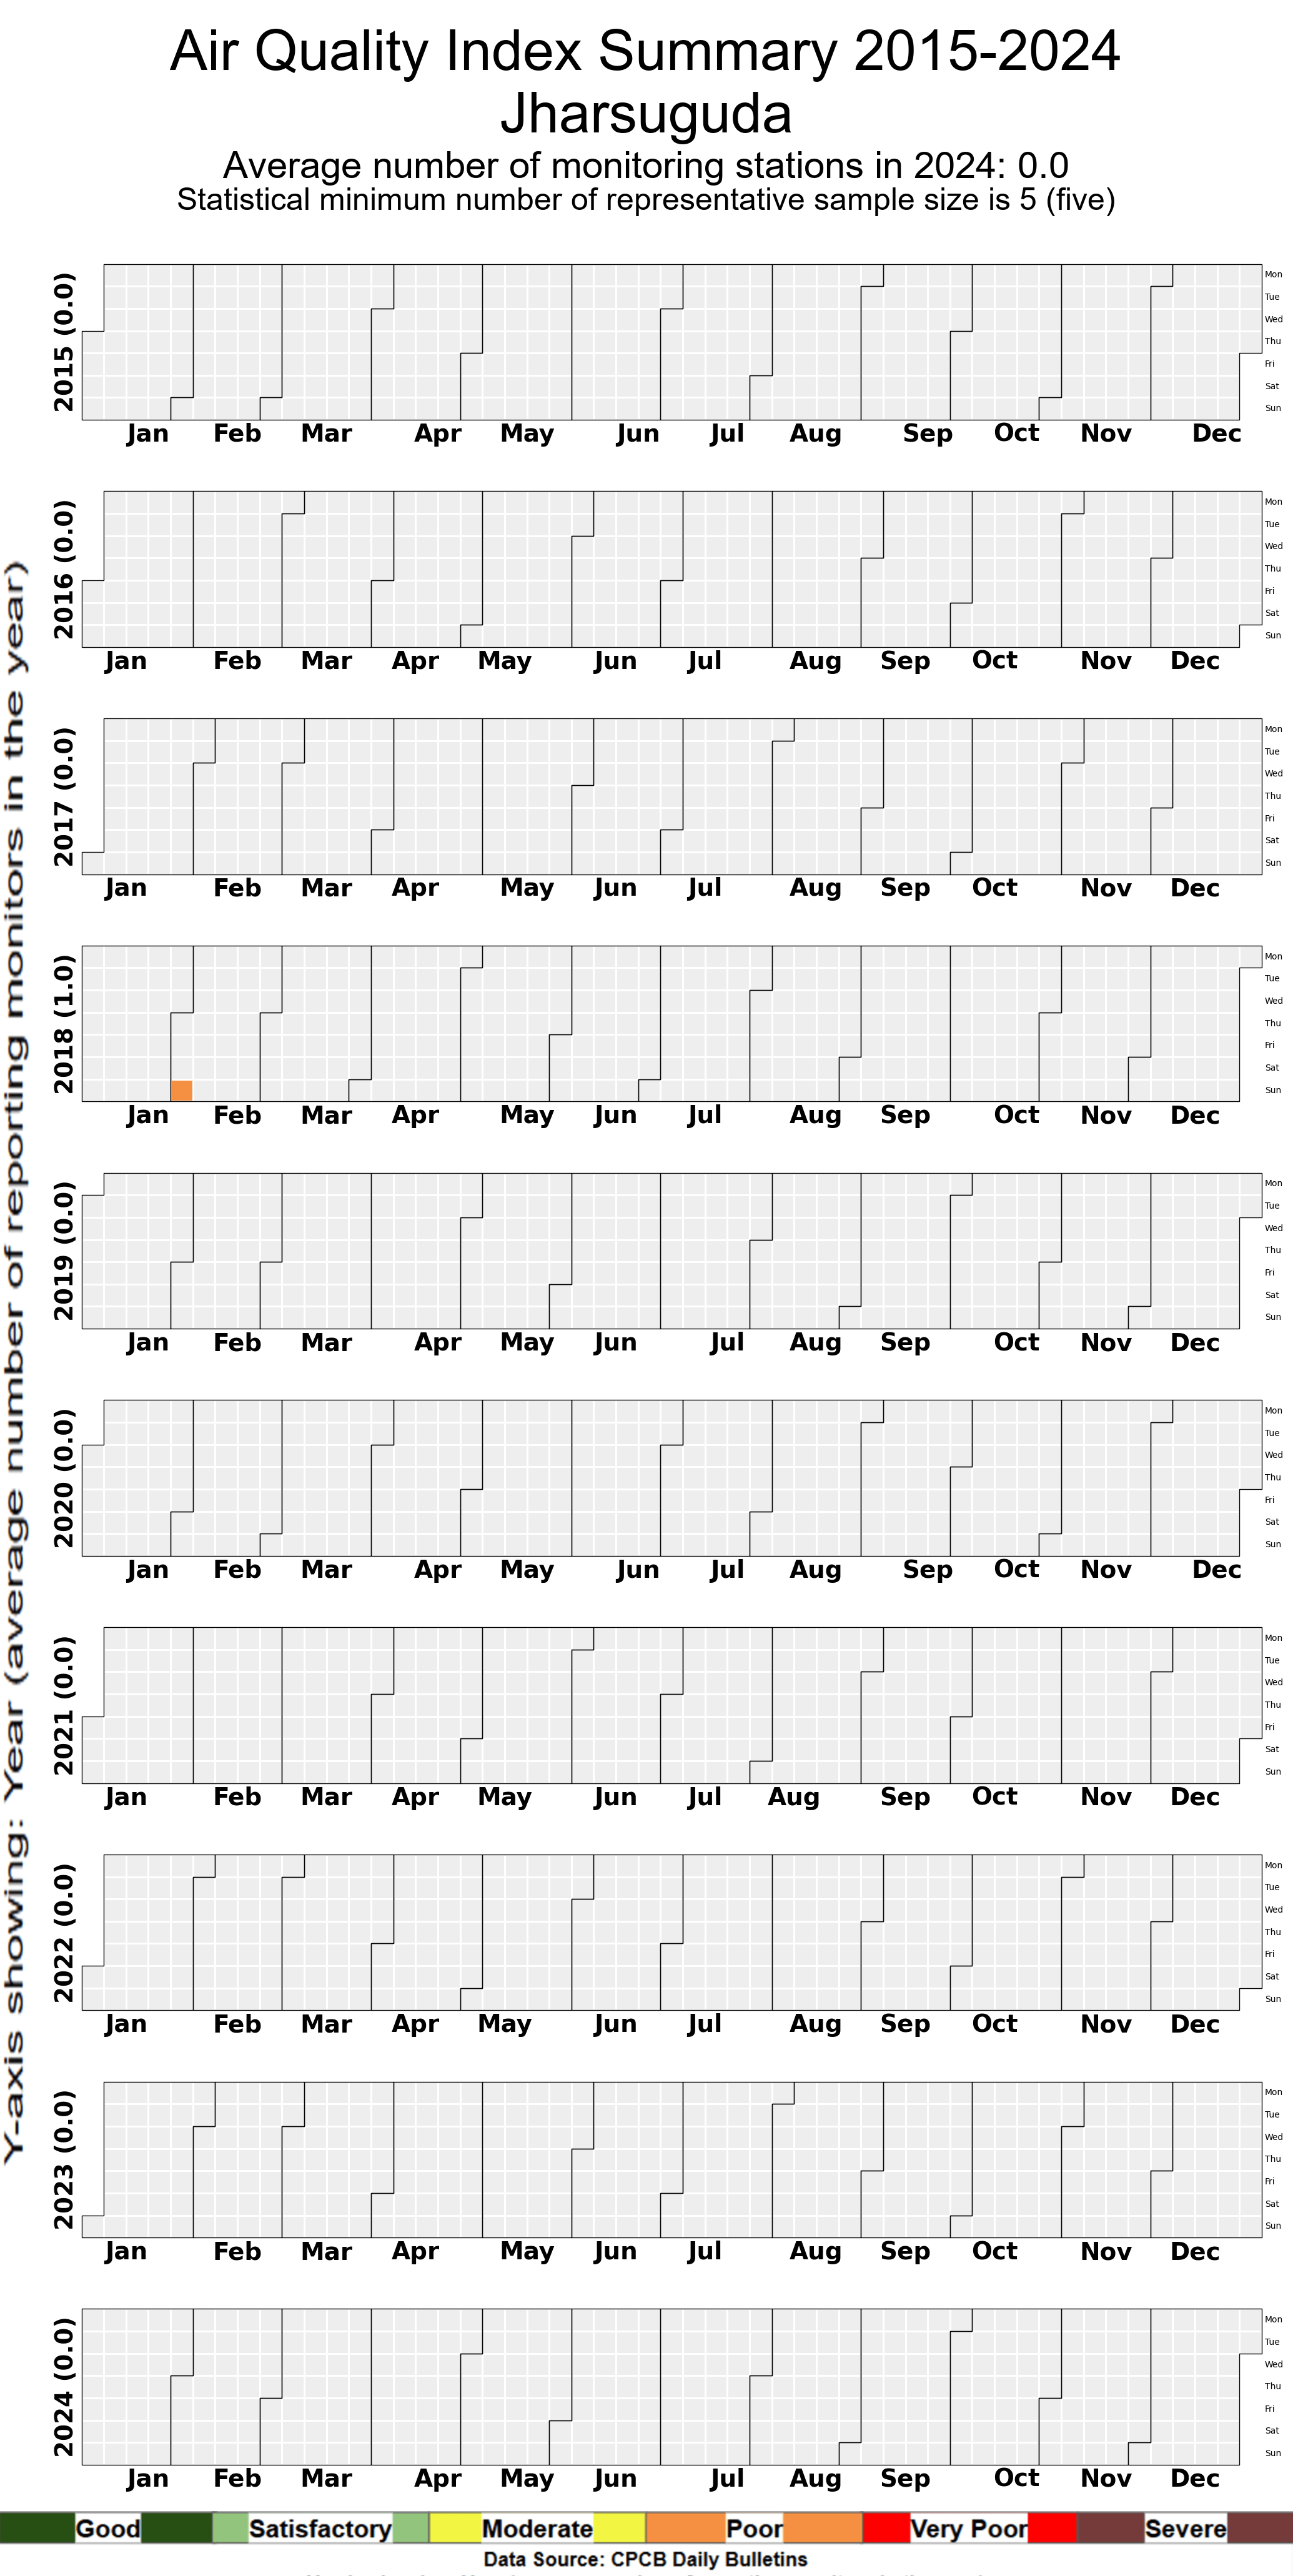 Air Quality Index Summary 2015-2024
Jharsuguda
Average number of monitoring stations in 2024: 0.0
Statistical minimum number of representative sample size is 5 (five)
Y-axis showing: Year (average number of reporting monitors in the year)
2015 (0.0)
Mon
Tue
Wed
Thu
Fri
Sat
Sun
Jan Feb Mar Apr May Jun Jul Aug Sep Oct Nov Dec
2016 (0.0)
Mon
Tue
Wed
Thu
Fri
Sat
Sun
Jan Feb Mar Apr May Jun Jul Aug Sep Oct Nov Dec
2017 (0.0)
Mon
Tue
Wed
Thu
Fri
Sat
Sun
Jan Feb Mar Apr May Jun Jul Aug Sep Oct Nov Dec
2018 (1.0)
Mon
Tue
Wed
Thu
Fri
Sat
Sun
Jan Feb Mar Apr May Jun Jul Aug Sep Oct Nov Dec
2019 (0.0)
Mon
Tue
Wed
Thu
Fri
Sat
Sun
Jan Feb Mar Apr May Jun Jul Aug Sep Oct Nov Dec
2020 (0.0)
Mon
Tue
Wed
Thu
Fri
Sat
Sun
Jan Feb Mar Apr May Jun Jul Aug Sep Oct Nov Dec
2021 (0.0)
Mon
Tue
Wed
Thu
Fri
Sat
Sun
Jan Feb Mar Apr May Jun Jul Aug Sep Oct Nov Dec
2022 (0.0)
Mon
Tue
Wed
Thu
Fri
Sat
Sun
Jan Feb Mar Apr May Jun Jul Aug Sep Oct Nov Dec
2023 (0.0)
Mon
Tue
Wed
Thu
Fri
Sat
Sun
Jan Feb Mar Apr May Jun Jul Aug Sep Oct Nov Dec
2024 (0.0)
Mon
Tue
Wed
Thu
Fri
Sat
Sun
Jan Feb Mar Apr May Jun Jul Aug Sep Oct Nov Dec
Good Satisfactory Moderate Poor Very Poor Severe
Data Source: CPCB Daily Bulletins